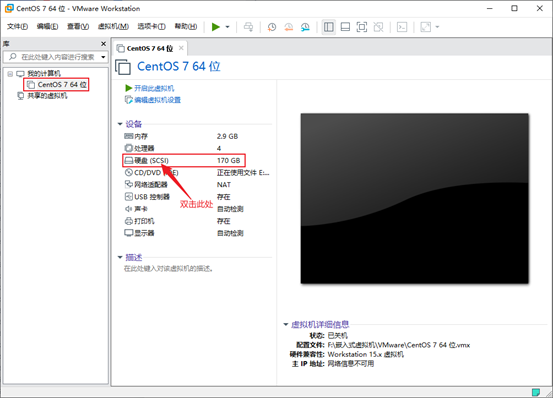 CentOS 7 64 位 - VMware Workstation
文件(F) 编辑(E) 查看(V) 虚拟机(M) 选项卡(T) 帮助(H)
库
在此处键入内容进行搜索
我的计算机
CentOS 7 64 位
共享的虚拟机
CentOS 7 64 位
CentOS 7 64 位
开启此虚拟机
编辑虚拟机设置
设备
内存 2.9 GB
处理器 4
硬盘 (SCSI) 170 GB
CD/DVD 正在使用文件 E:...
网络适配器 NAT
USB 控制器 存在
双击此处
声卡 自动检测
打印机 存在
显示器 自动检测
描述
在此处键入对该虚拟机的描述。
虚拟机详细信息
状态: 已关机
配置文件: F:\嵌入式虚拟机\VMware\CentOS 7 64 位.vmx
硬件兼容性: Workstation 15.x 虚拟机
主 IP 地址: 网络信息不可用